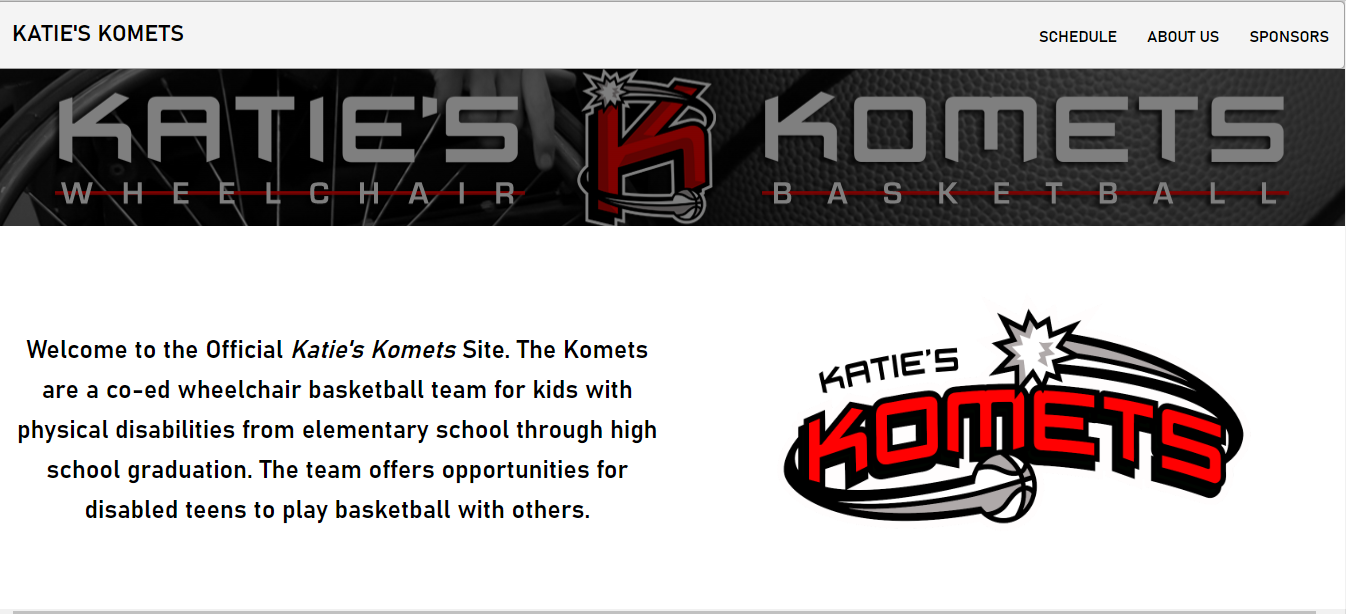 KATIE'S KOMETS
SCHEDULE ABOUT US SPONSORS
KATIE'S K KOMETS
WHEELCHAIR BASKETBALL
Welcome to the Official Katie's Komets Site. The Komets
are a co-ed wheelchair basketball team for kids with
physical disabilities from elementary school through high
school graduation. The team offers opportunities for
disabled teens to play basketball with others.
KATIE'S
KOMETS